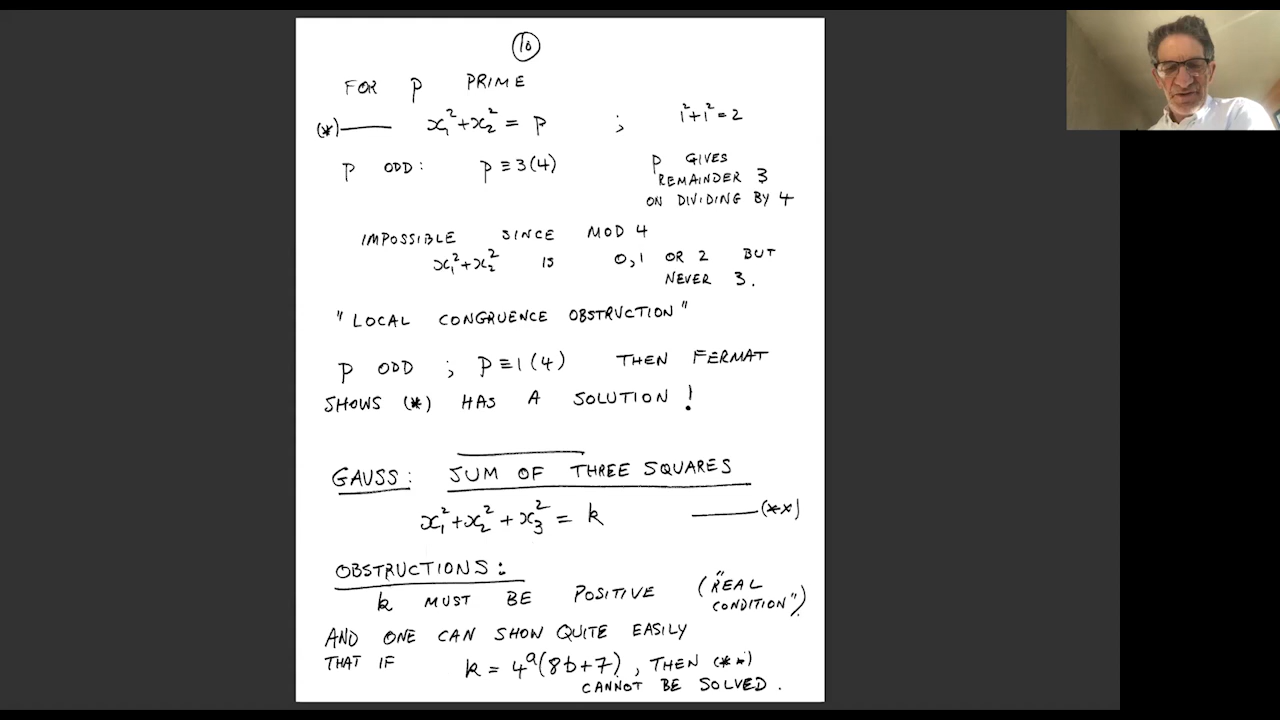 10
FOR p PRIME
(*) —— x₁²+x₂² = p ; 1²+1²=2
p ODD: p≡3(4) p GIVES
REMAINDER 3
ON DIVIDING BY 4
IMPOSSIBLE SINCE MOD 4
x₁²+x₂² IS 0,1 OR 2 BUT
NEVER 3.
"LOCAL CONGRUENCE OBSTRUCTION"
p ODD ; p≡1(4) THEN FERMAT
SHOWS (*) HAS A SOLUTION !
GAUSS: SUM OF THREE SQUARES
x₁²+x₂²+x₃² = k ——(**)
OBSTRUCTIONS:
k MUST BE POSITIVE ("REAL
CONDITION")
AND ONE CAN SHOW QUITE EASILY
THAT IF k = 4ᵃ(8b+7), THEN (**)
CANNOT BE SOLVED.